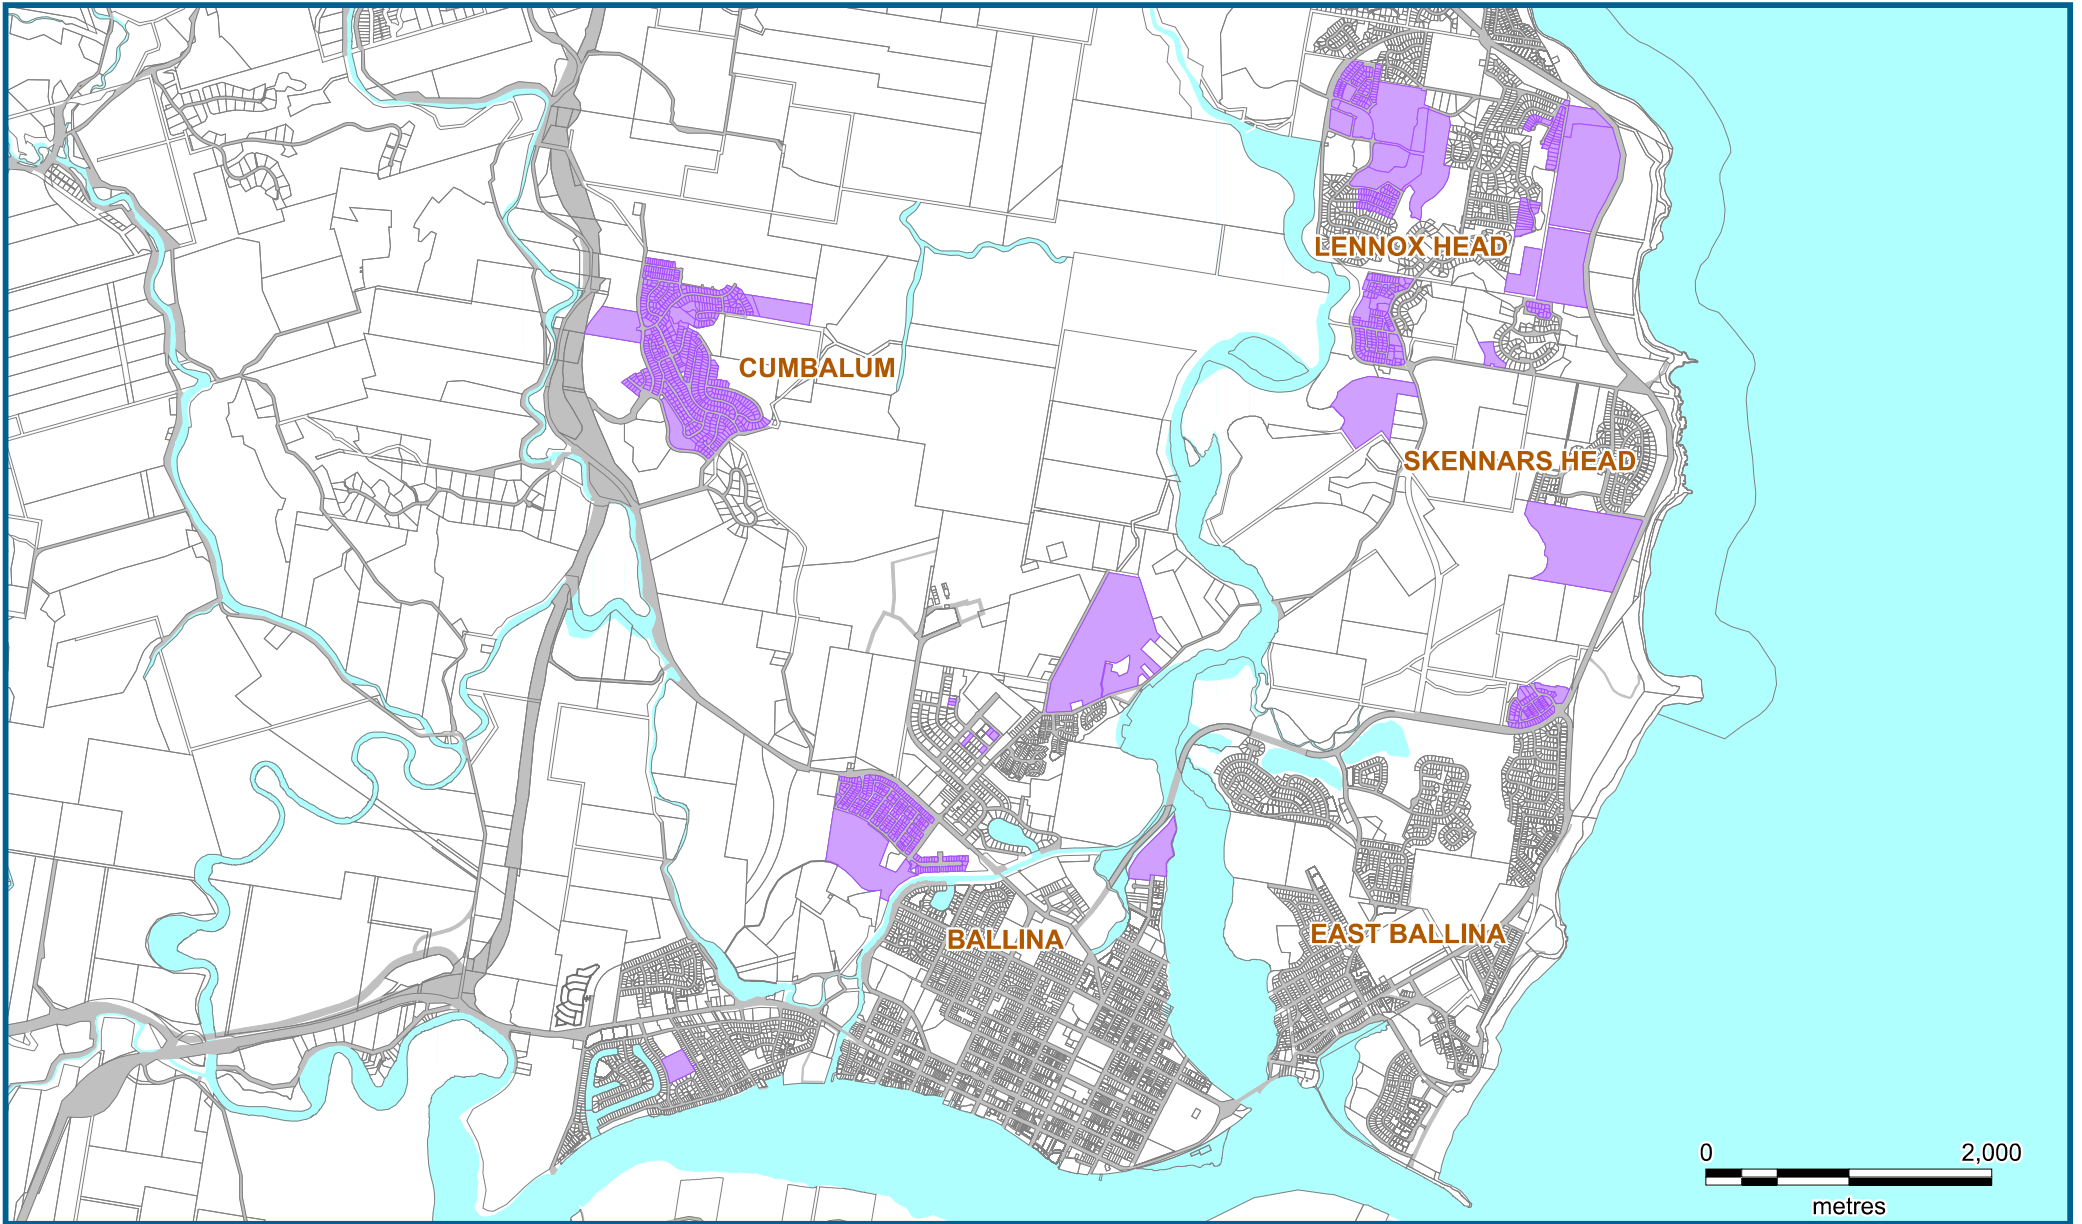 LENNOX HEAD
CUMBALUM
SKENNARS HEAD
BALLINA
EAST BALLINA
0 2,000
metres